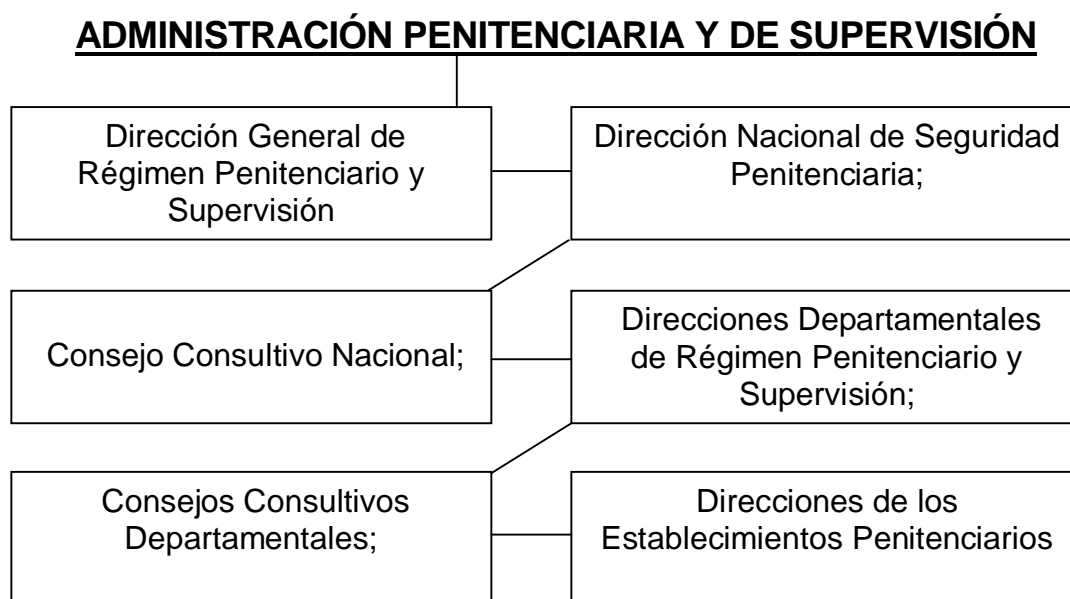 ADMINISTRACIÓN PENITENCIARIA Y DE SUPERVISIÓN
Dirección General de
Régimen Penitenciario y
Supervisión
Dirección Nacional de Seguridad
Penitenciaria;
Consejo Consultivo Nacional;
Direcciones Departamentales
de Régimen Penitenciario y
Supervisión;
Consejos Consultivos
Departamentales;
Direcciones de los
Establecimientos Penitenciarios